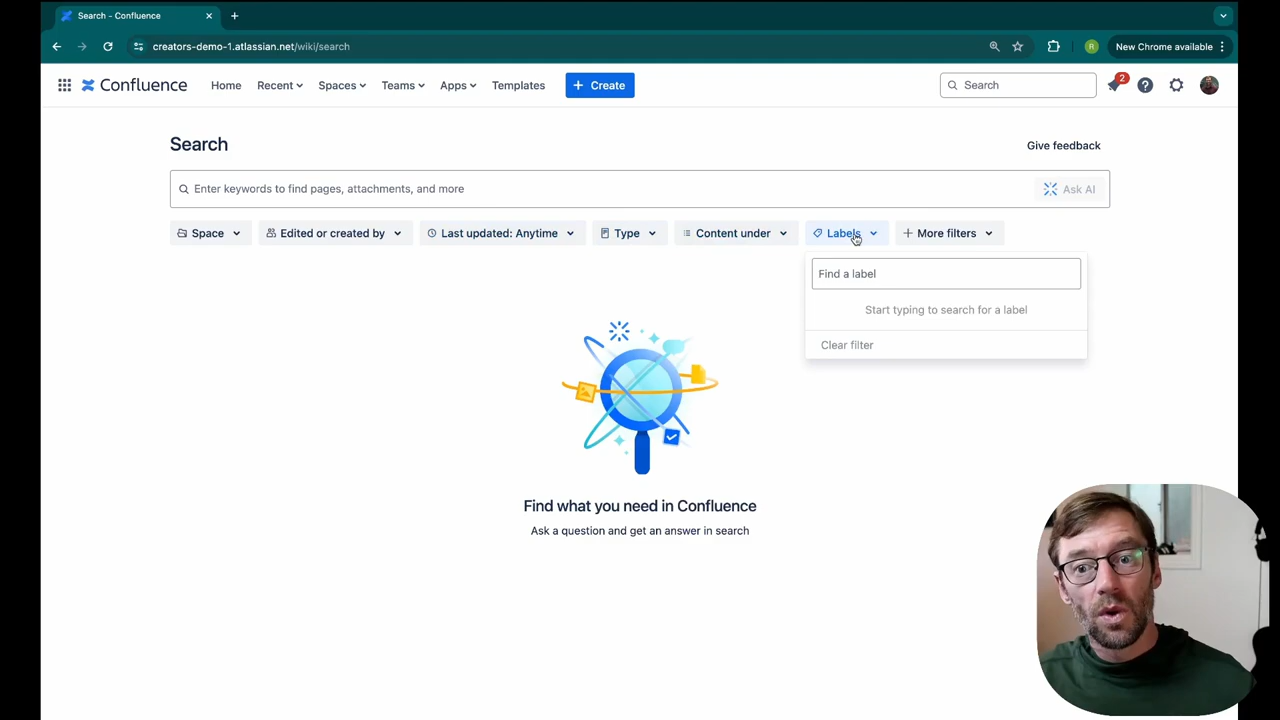 Search - Confluence
creators-demo-1.atlassian.net/wiki/search
R
New Chrome available
Confluence
Home
Recent
Spaces
Teams
Apps
Templates
+ Create
Search
2
Search
Give feedback
Enter keywords to find pages, attachments, and more
Ask AI
Space
Edited or created by
Last updated: Anytime
Type
Content under
Labels
More filters
Find a label
Start typing to search for a label
Clear filter
Find what you need in Confluence
Ask a question and get an answer in search